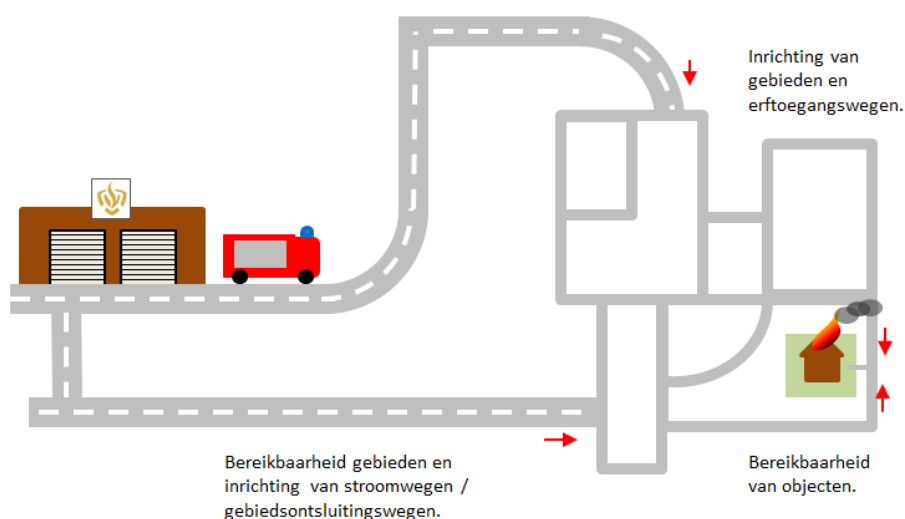 Inrichting van
gebieden en
erftoegangswegen.
Bereikbaarheid gebieden en
inrichting van stroomwegen /
gebiedsontsluitingswegen.
Bereikbaarheid
van objecten.